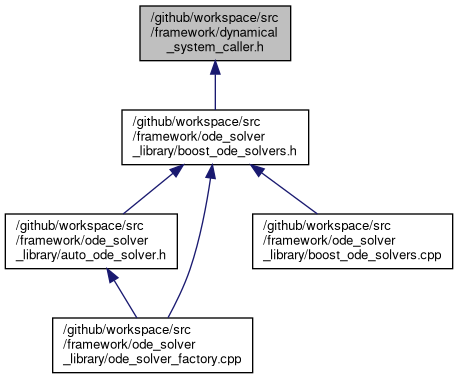 /github/workspace/src
/framework/dynamical
_system_caller.h
/github/workspace/src
/framework/ode_solver
_library/boost_ode_solvers.h
/github/workspace/src
/framework/ode_solver
_library/auto_ode_solver.h
/github/workspace/src
/framework/ode_solver
_library/boost_ode_solvers.cpp
/github/workspace/src
/framework/ode_solver
_library/ode_solver_factory.cpp